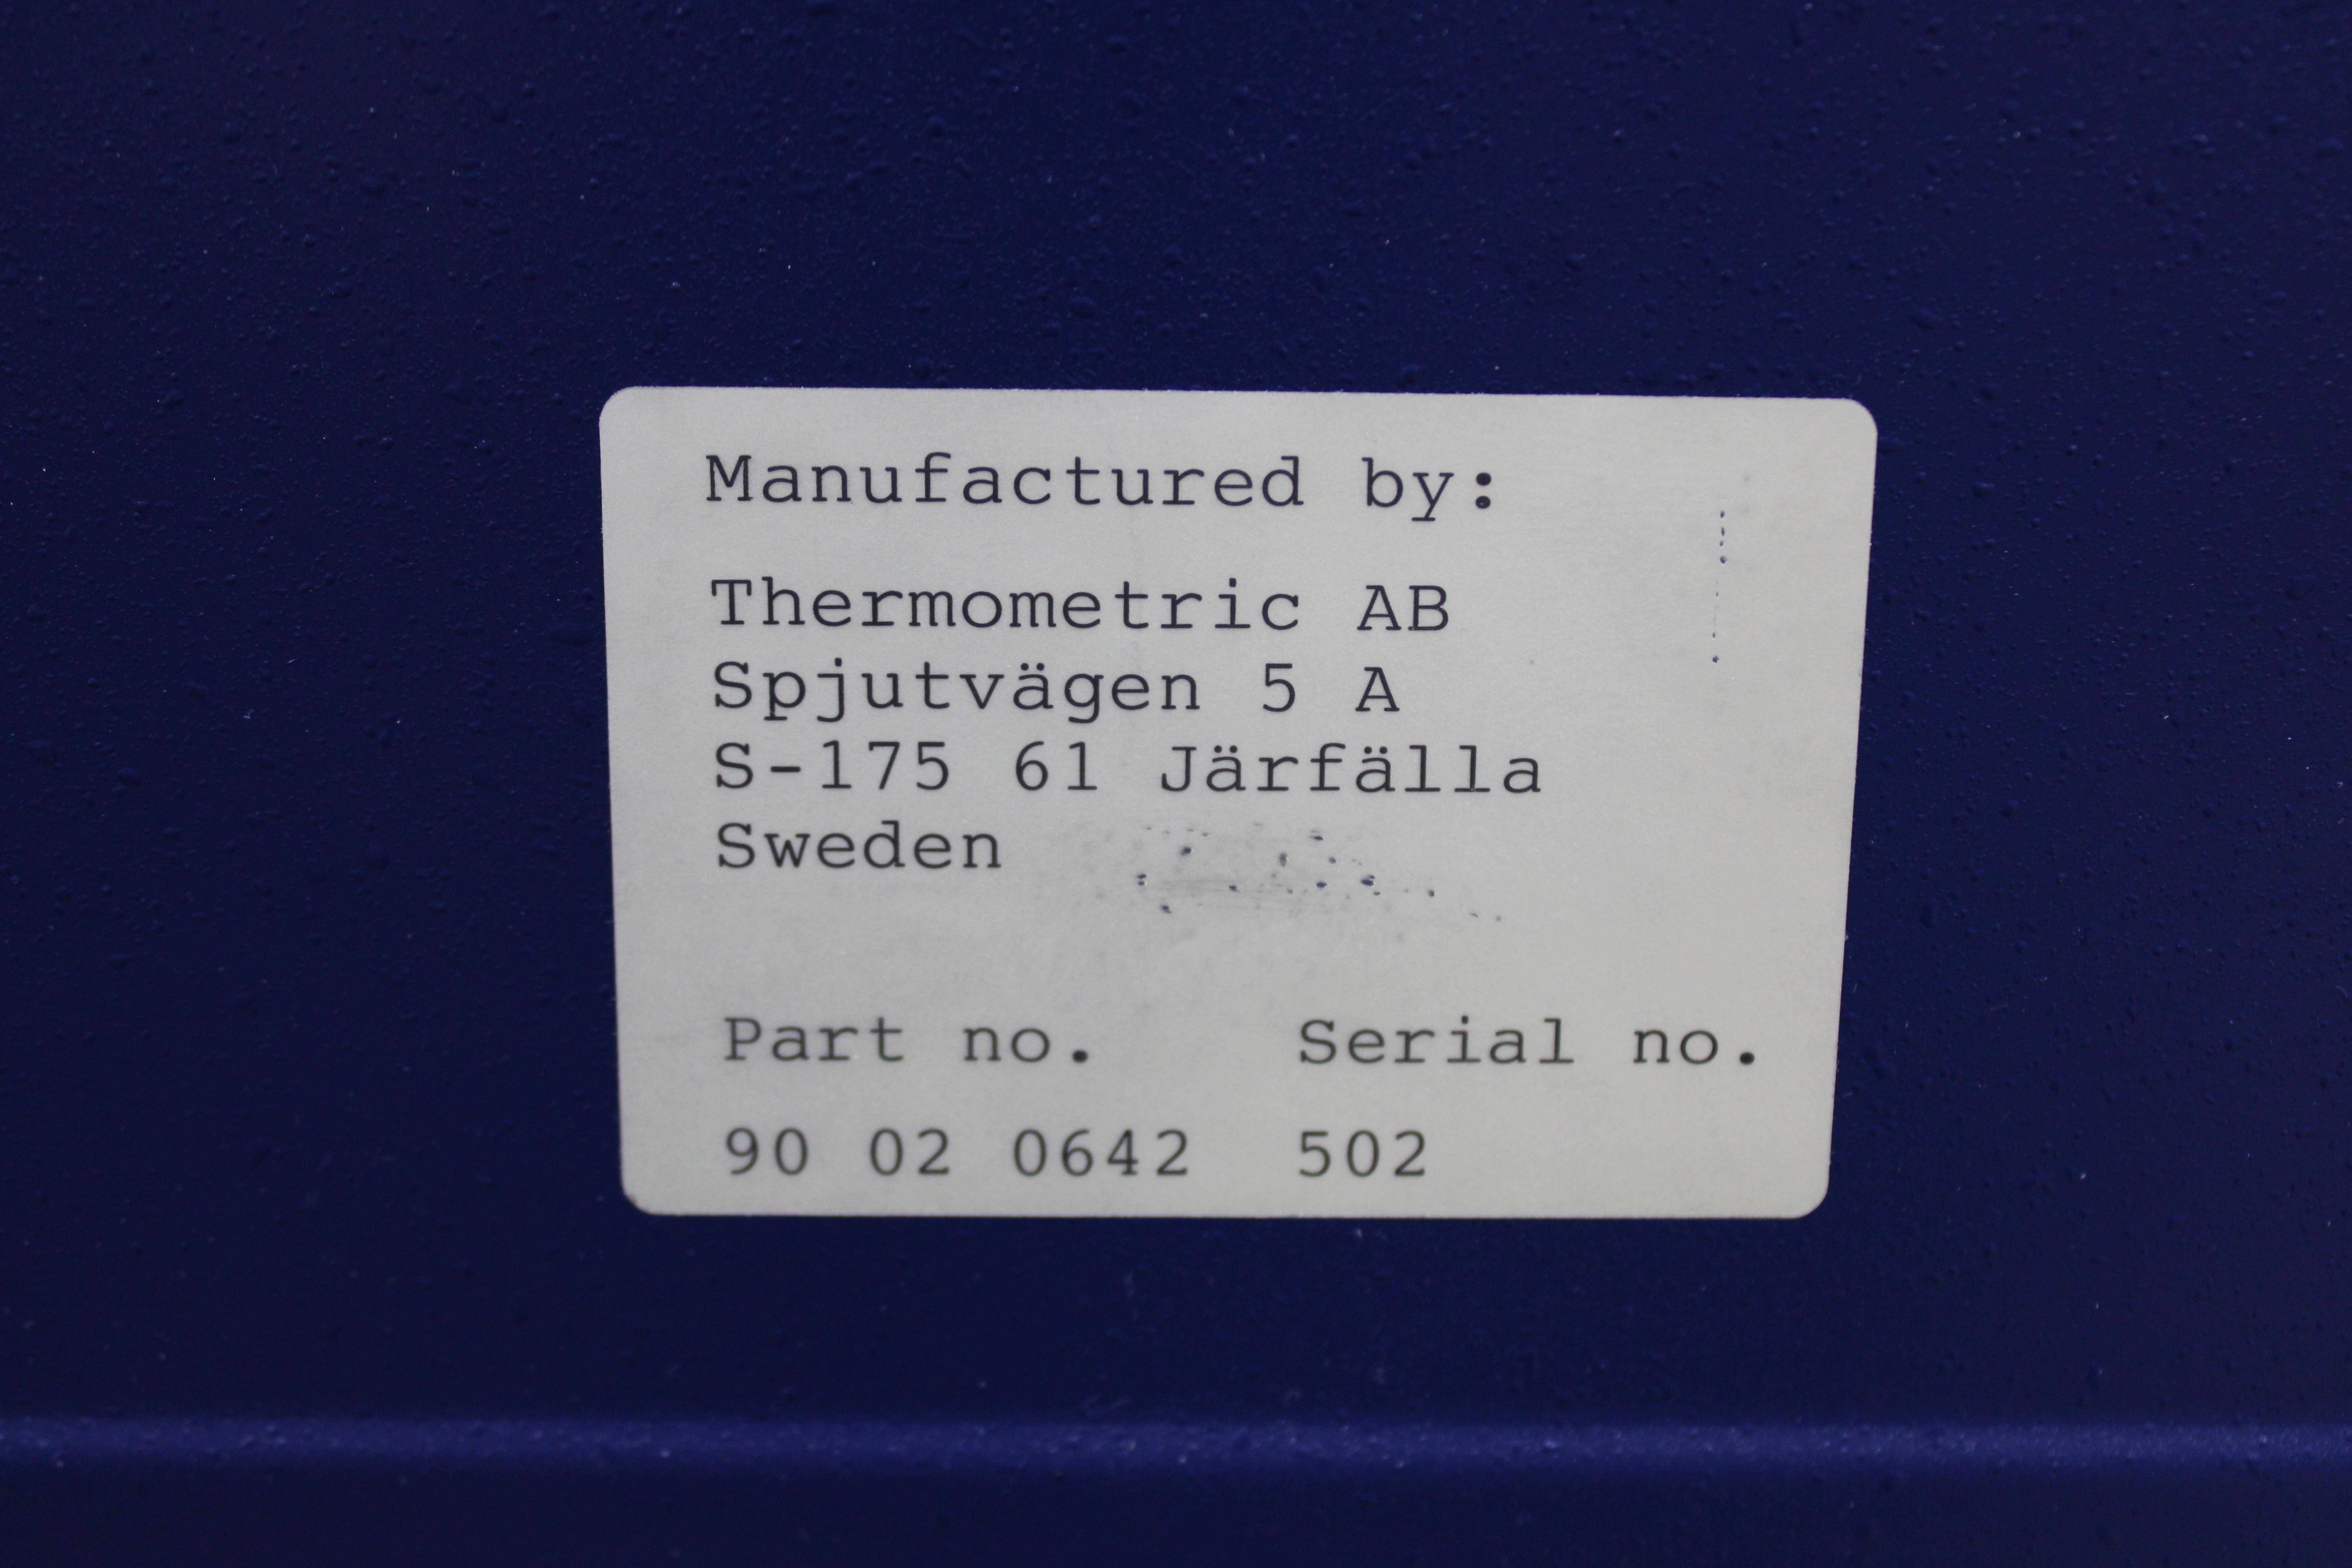 Manufactured by:
Thermometric AB
Spjutvägen 5 A
S-175 61 Järfälla
Sweden
Part no. Serial no.
90 02 0642 502